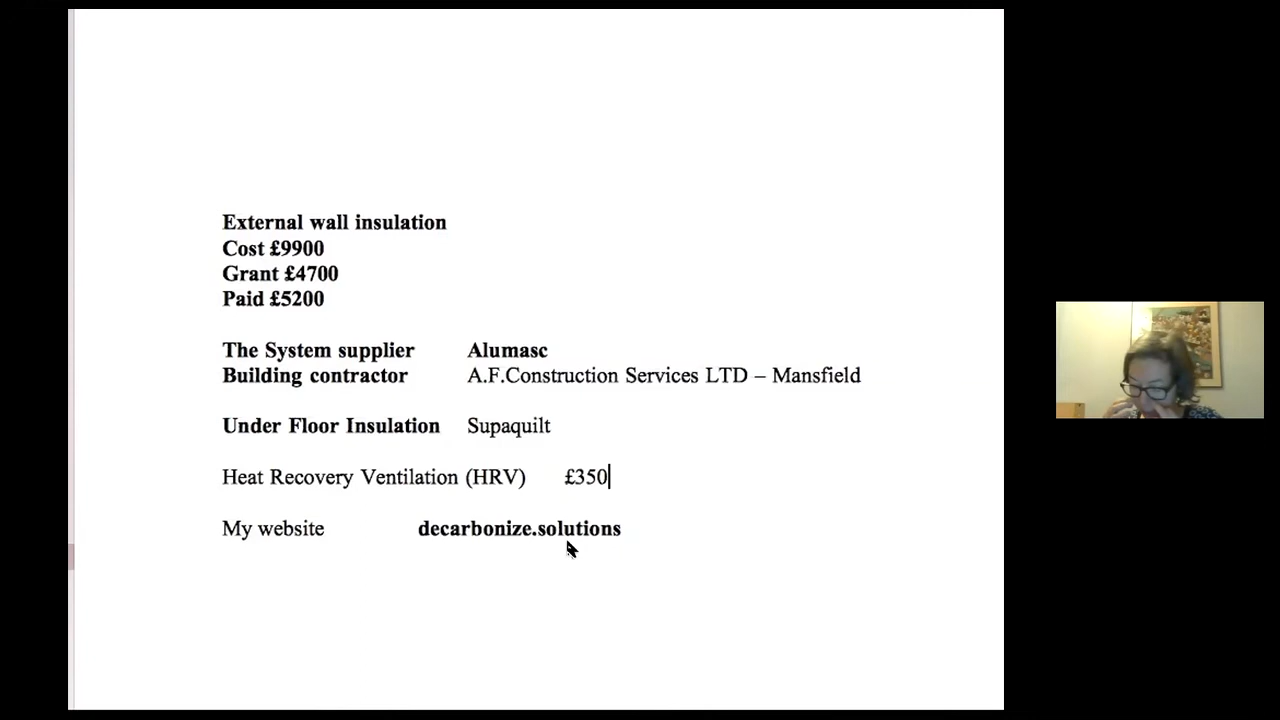 External wall insulation
Cost £9900
Grant £4700
Paid £5200
The System supplier Alumasc
Building contractor A.F.Construction Services LTD – Mansfield
Under Floor Insulation Supaquilt
Heat Recovery Ventilation (HRV) £350
My website decarbonize.solutions